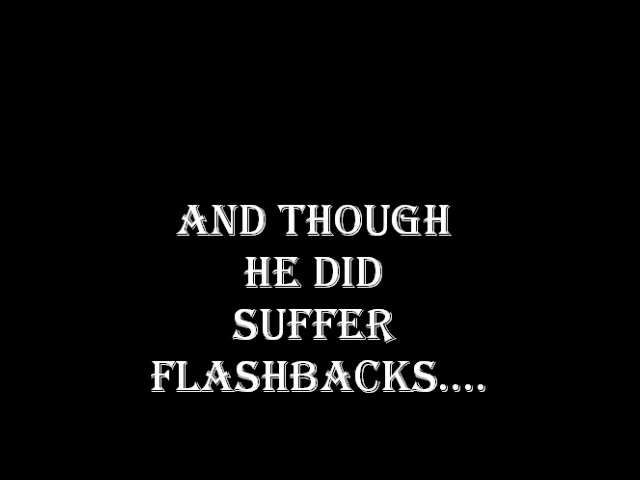 AND THOUGH
HE DID
SUFFER
FLASHBACKS....